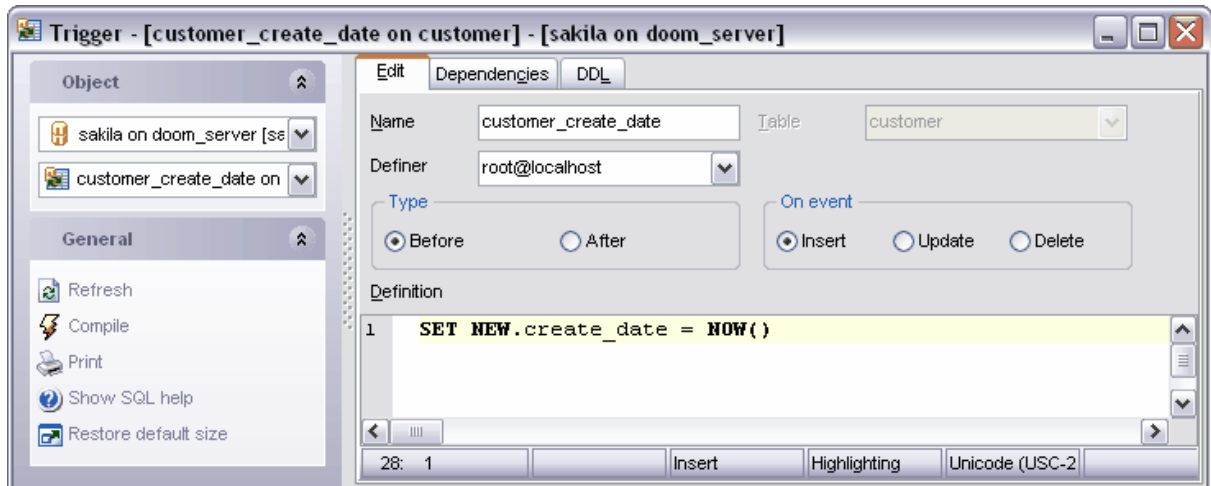 Trigger - [customer_create_date on customer] - [sakila on doom_server]
Object
sakila on doom_server [sa
customer_create_date on
General
Refresh
Compile
Print
Show SQL help
Restore default size
Edit Dependencies DDL
Name customer_create_date Table customer
Definer root@localhost
Type On event
Before After Insert Update Delete
Definition
1 SET NEW.create_date = NOW()
28: 1 Insert Highlighting Unicode (USC-2